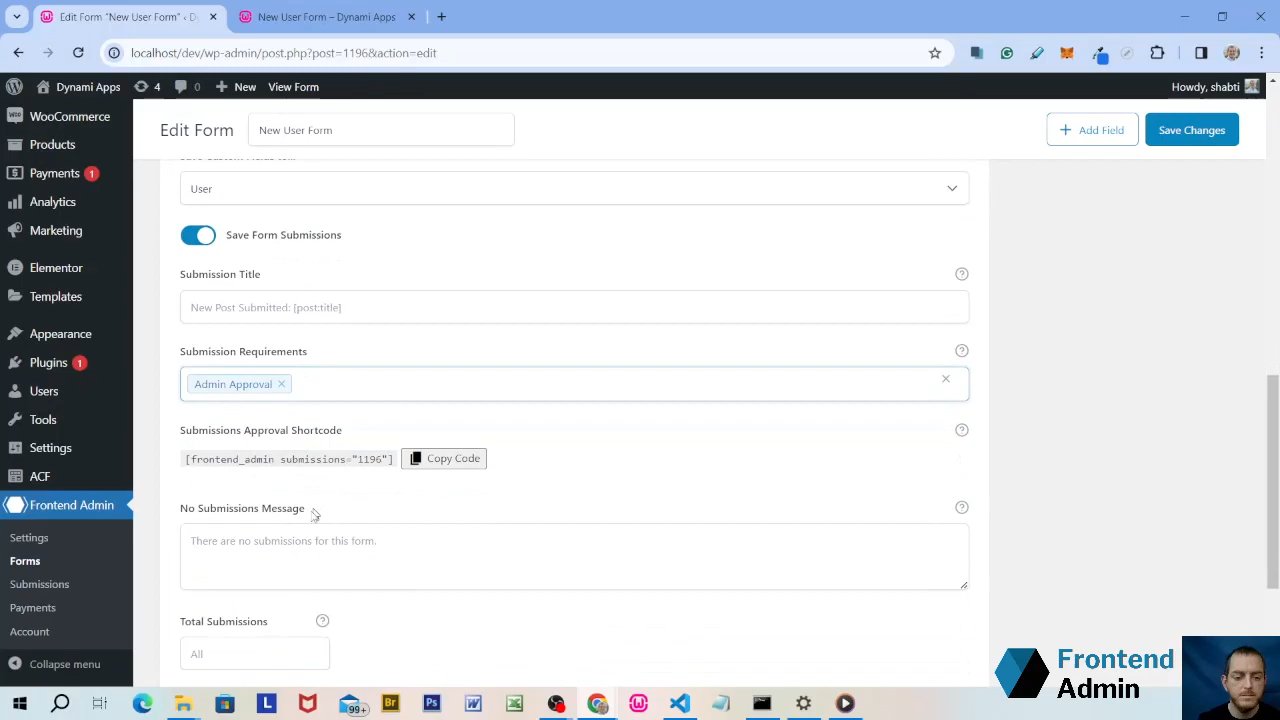 Edit Form "New User Form" ‹ D
New User Form – Dynami Apps
localhost/dev/wp-admin/post.php?post=1196&action=edit
Dynami Apps
4
0
New
View Form
Howdy, shabti
WooCommerce
Products
Payments 1
Analytics
Marketing
Elementor
Templates
Appearance
Plugins 1
Users
Tools
Settings
ACF
Frontend Admin
Settings
Forms
Submissions
Payments
Account
Collapse menu
Edit Form
New User Form
Add Field
Save Changes
User
Save Form Submissions
Submission Title
New Post Submitted: [post:title]
Submission Requirements
Admin Approval
Submissions Approval Shortcode
[frontend_admin submissions="1196"]
Copy Code
No Submissions Message
There are no submissions for this form.
Total Submissions
All
Frontend
Admin
99+